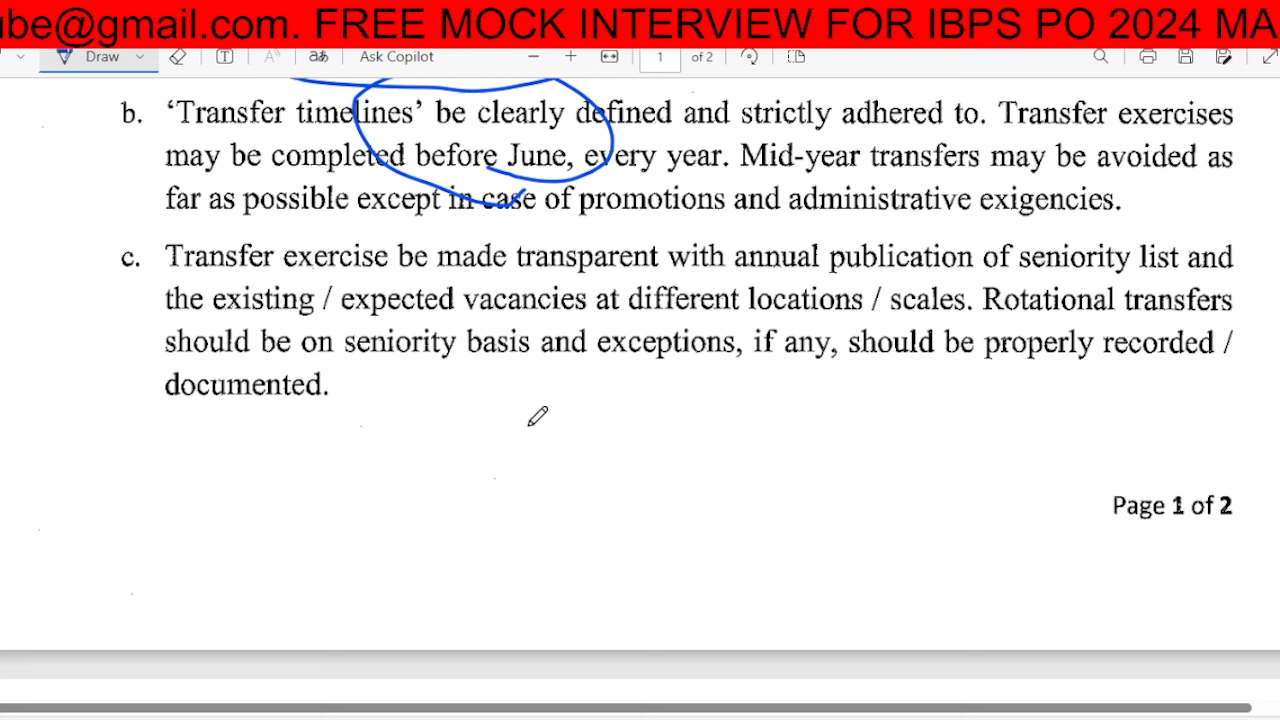 ube@gmail.com. FREE MOCK INTERVIEW FOR IBPS PO 2024 MA
Draw Ask Copilot 1 of 2
b. ‘Transfer timelines’ be clearly defined and strictly adhered to. Transfer exercises
may be completed before June, every year. Mid-year transfers may be avoided as
far as possible except in case of promotions and administrative exigencies.
c. Transfer exercise be made transparent with annual publication of seniority list and
the existing / expected vacancies at different locations / scales. Rotational transfers
should be on seniority basis and exceptions, if any, should be properly recorded /
documented.
Page 1 of 2